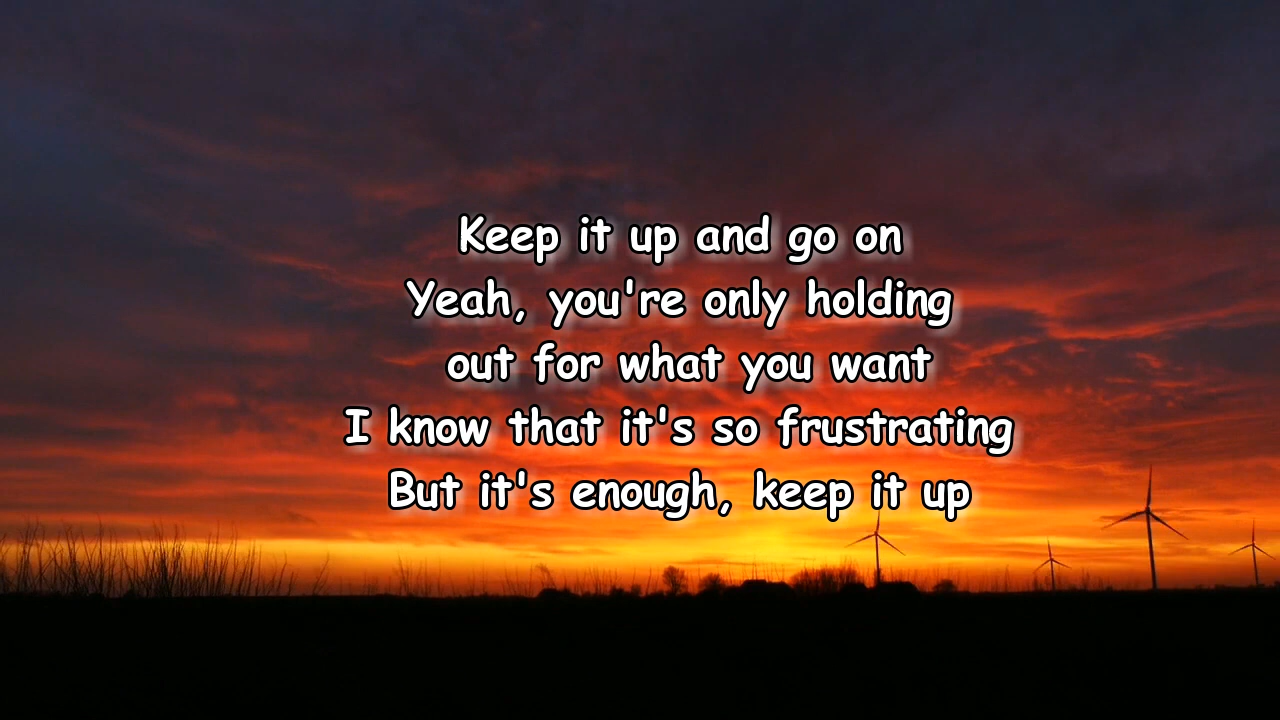 Keep it up and go on
Yeah, you're only holding
out for what you want
I know that it's so frustrating
But it's enough, keep it up